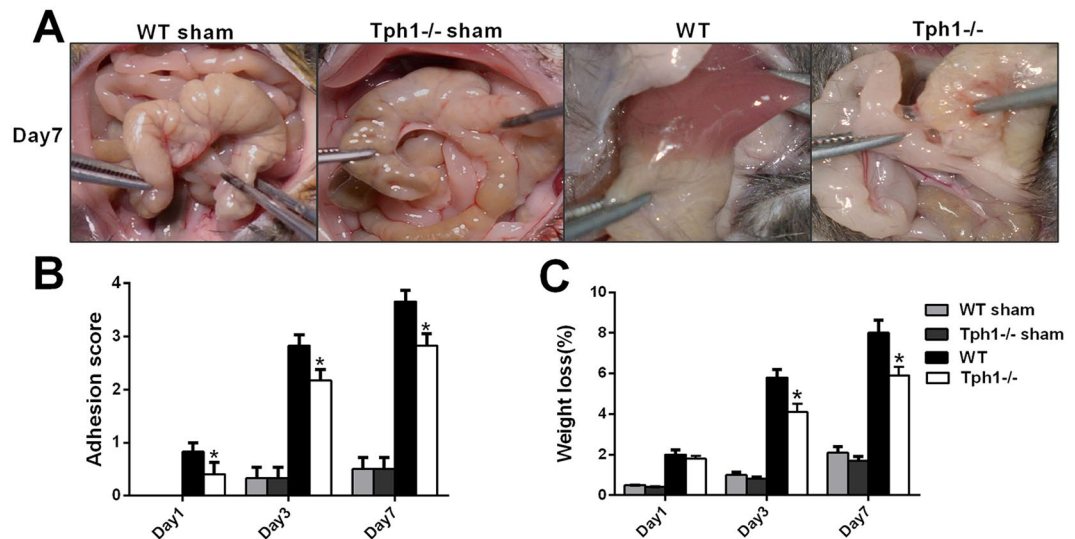 A
WT sham
Tph1-/- sham
WT
Tph1-/-
Day7
B
Adhesion score
4
3
2
1
0
*
*
*
Day1
Day3
Day7
C
Weight loss(%)
10
8
6
4
2
0
*
*
Day1
Day3
Day7
WT sham
Tph1-/- sham
WT
Tph1-/-